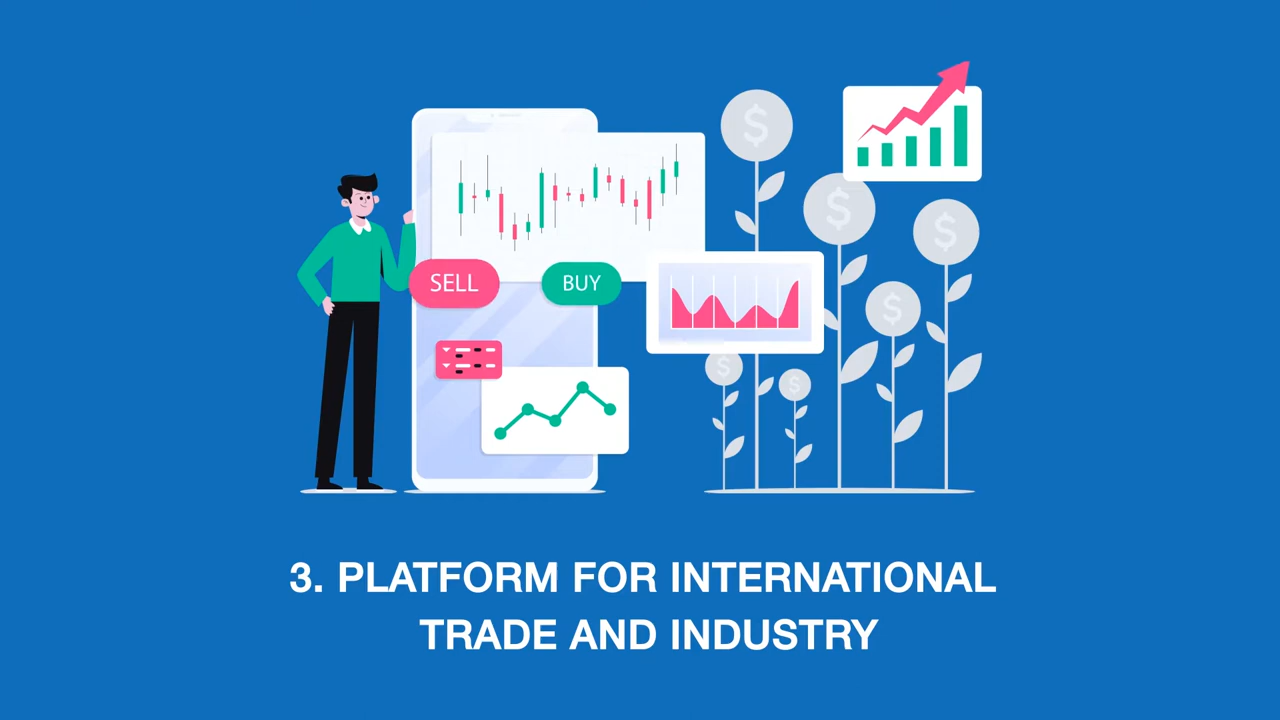 $
$
$
SELL
BUY
$
$
$
3. PLATFORM FOR INTERNATIONAL
TRADE AND INDUSTRY